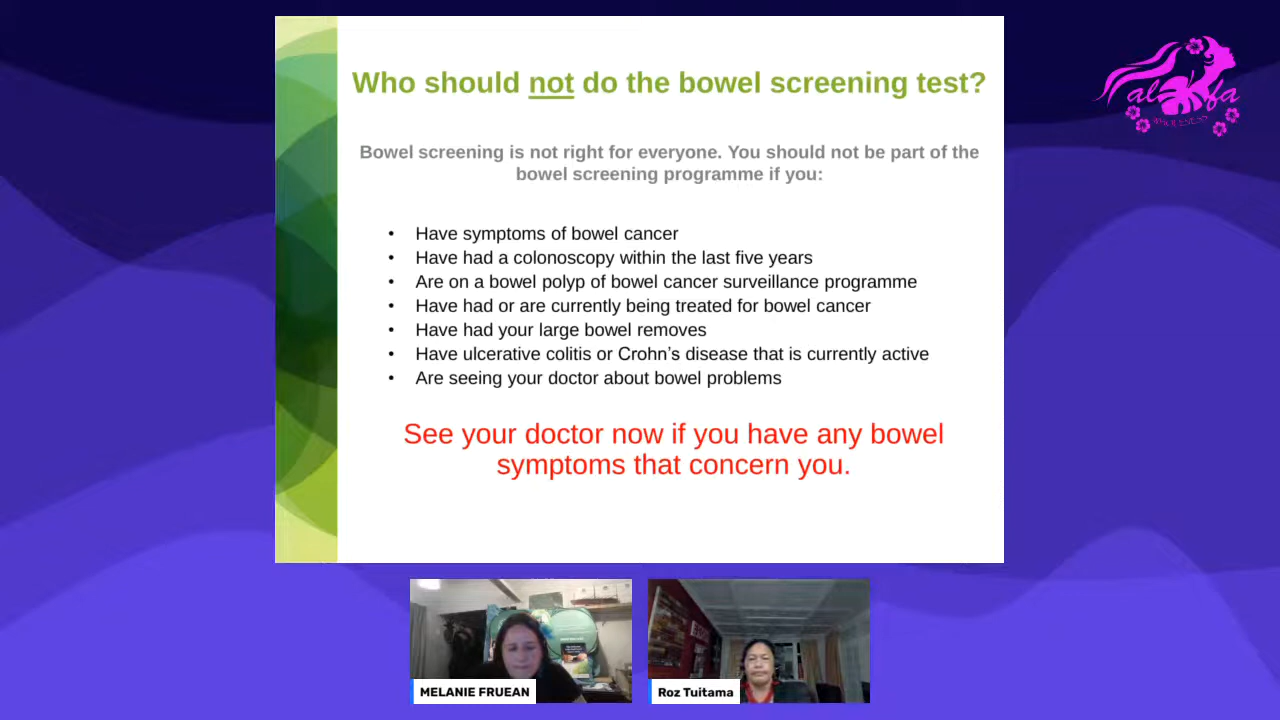 Who should not do the bowel screening test?
Bowel screening is not right for everyone. You should not be part of the
bowel screening programme if you:
• Have symptoms of bowel cancer
• Have had a colonoscopy within the last five years
• Are on a bowel polyp of bowel cancer surveillance programme
• Have had or are currently being treated for bowel cancer
• Have had your large bowel removes
• Have ulcerative colitis or Crohn’s disease that is currently active
• Are seeing your doctor about bowel problems
See your doctor now if you have any bowel
symptoms that concern you.
MELANIE FRUEAN
Roz Tuitama